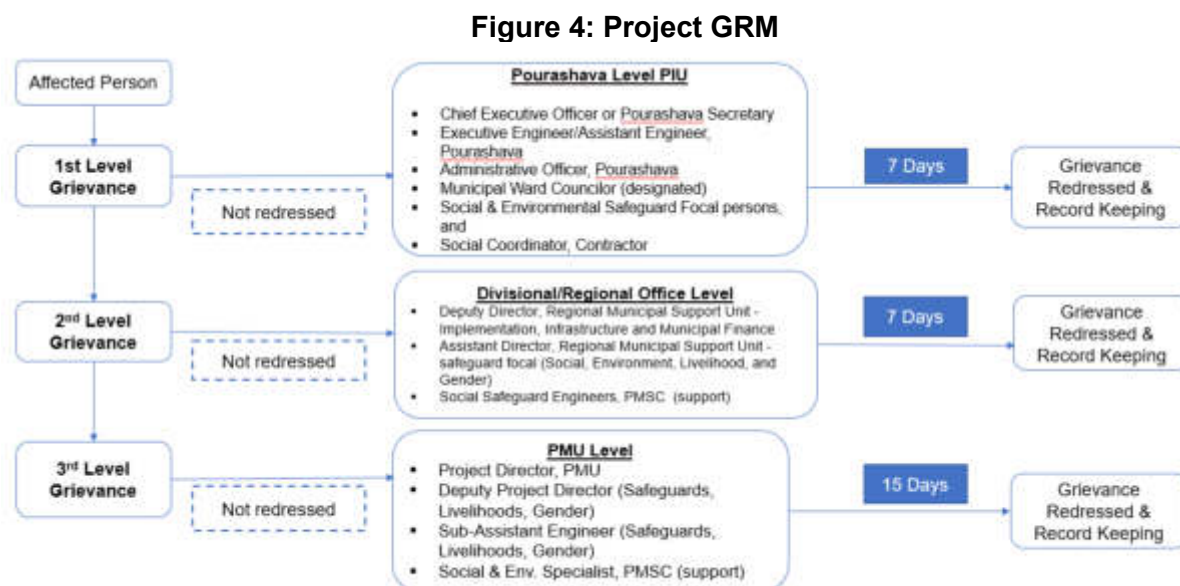 Figure 4: Project GRM
Affected Person
1st Level
Grievance
Not redressed
Pourashava Level PIU
▪ Chief Executive Officer or Pourashava Secretary
▪ Executive Engineer/Assistant Engineer,
Pourashava
▪ Administrative Officer, Pourashava
▪ Municipal Ward Councilor (designated)
▪ Social & Environmental Safeguard Focal persons,
and
▪ Social Coordinator, Contractor
7 Days
Grievance
Redressed &
Record Keeping
2nd Level
Grievance
Not redressed
Divisional/Regional Office Level
▪ Deputy Director, Regional Municipal Support Unit -
Implementation, Infrastructure and Municipal Finance
▪ Assistant Director, Regional Municipal Support Unit -
safeguard focal (Social, Environment, Livelihood, and
Gender)
▪ Social Safeguard Engineers, PMSC (support)
7 Days
Grievance
Redressed &
Record Keeping
3rd Level
Grievance
Not redressed
PMU Level
▪ Project Director, PMU
▪ Deputy Project Director (Safeguards,
Livelihoods, Gender)
▪ Sub-Assistant Engineer (Safeguards,
Livelihoods, Gender)
▪ Social & Env. Specialist, PMSC (support)
15 Days
Grievance
Redressed &
Record Keeping